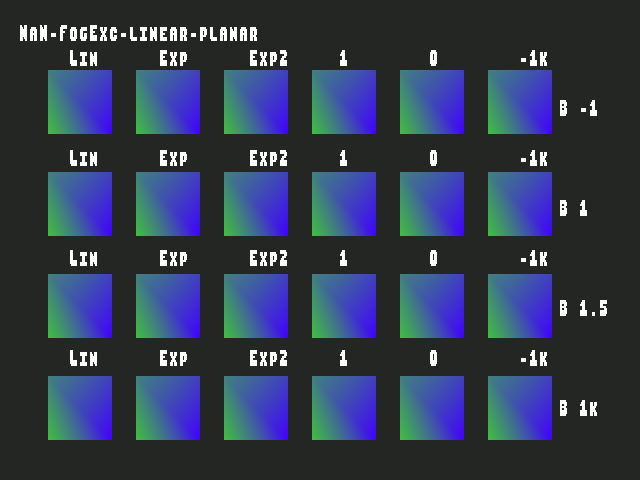 NaN-FogExc-linear-planar
Lin Exp Exp2 1 0 -1k
B -1
Lin Exp Exp2 1 0 -1k
B 1
Lin Exp Exp2 1 0 -1k
B 1.5
Lin Exp Exp2 1 0 -1k
B 1k